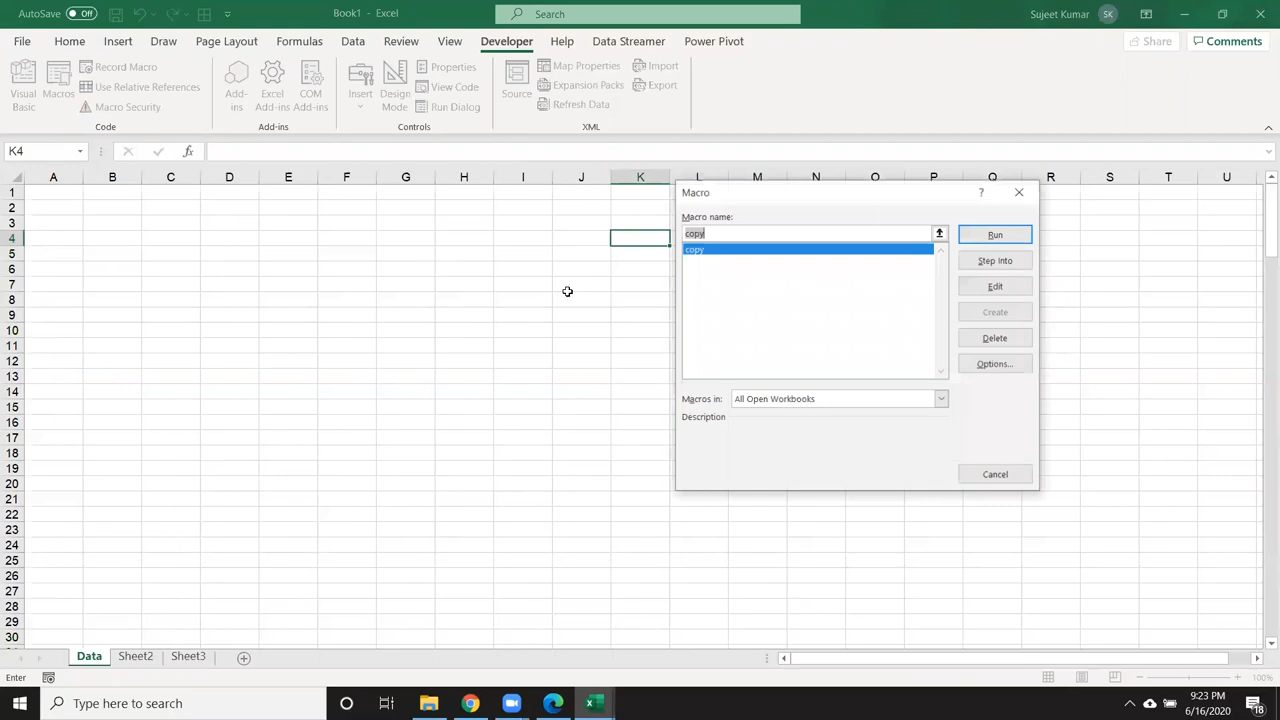 AutoSave Off Book1 - Excel Search Sujeet Kumar SK
File Home Insert Draw Page Layout Formulas Data Review View Developer Help Data Streamer Power Pivot Share Comments
Visual Basic
Macros
Record Macro
Use Relative References
Macro Security
Code
Add-ins
Excel Add-ins
COM Add-ins
Add-ins
Insert
Design Mode
Properties
View Code
Run Dialog
Controls
Source
Map Properties
Expansion Packs
Refresh Data
Import
Export
XML
K4 fx
A B C D E F G H I J K L M N O P Q R S T U
1
2
3
4
5
6
7
8
9
10
11
12
13
14
15
16
17
18
19
20
21
22
23
24
25
26
27
28
29
30
Macro ?
Macro name:
copy
copy
Run
Step Into
Edit
Create
Delete
Options...
Macros in: All Open Workbooks
Description
Cancel
Data Sheet2 Sheet3
Enter 100%
Type here to search
9:23 PM
6/16/2020
18